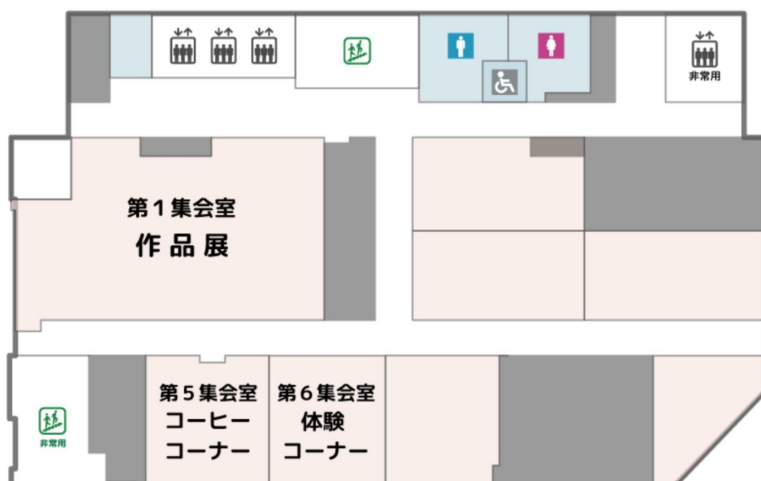 非常用
第1集会室
作品展
第5集会室
コーヒー
コーナー
第6集会室
体験
コーナー
非常用